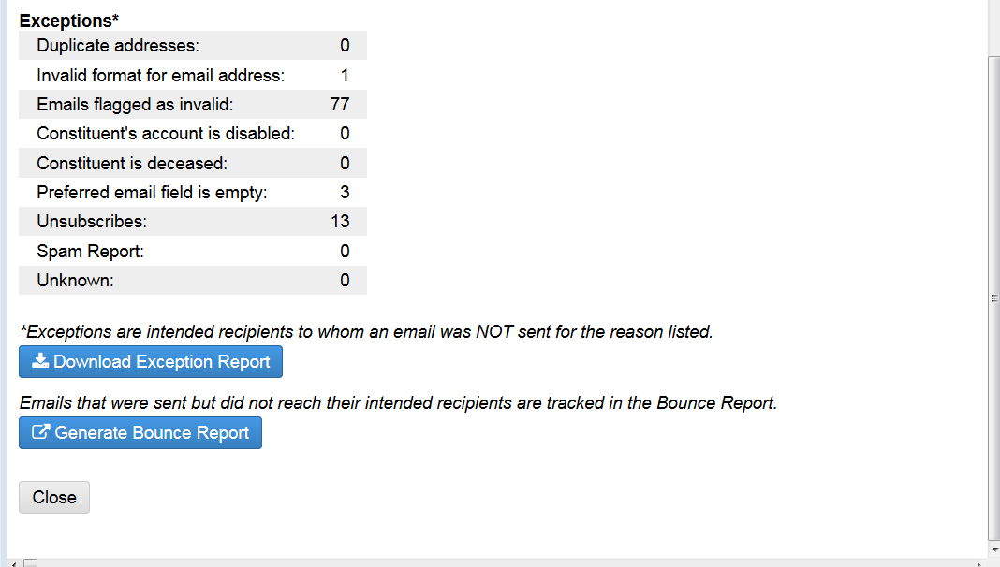 Exceptions*
Duplicate addresses: 0
Invalid format for email address: 1
Emails flagged as invalid: 77
Constituent's account is disabled: 0
Constituent is deceased: 0
Preferred email field is empty: 3
Unsubscribes: 13
Spam Report: 0
Unknown: 0
*Exceptions are intended recipients to whom an email was NOT sent for the reason listed.
Download Exception Report
Emails that were sent but did not reach their intended recipients are tracked in the Bounce Report.
Generate Bounce Report
Close